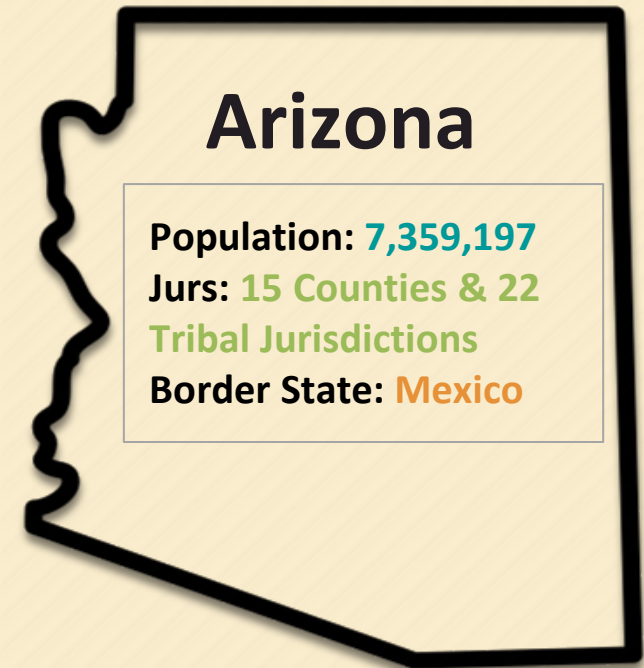 Arizona
Population: 7,359,197
Jurs: 15 Counties & 22
Tribal Jurisdictions
Border State: Mexico